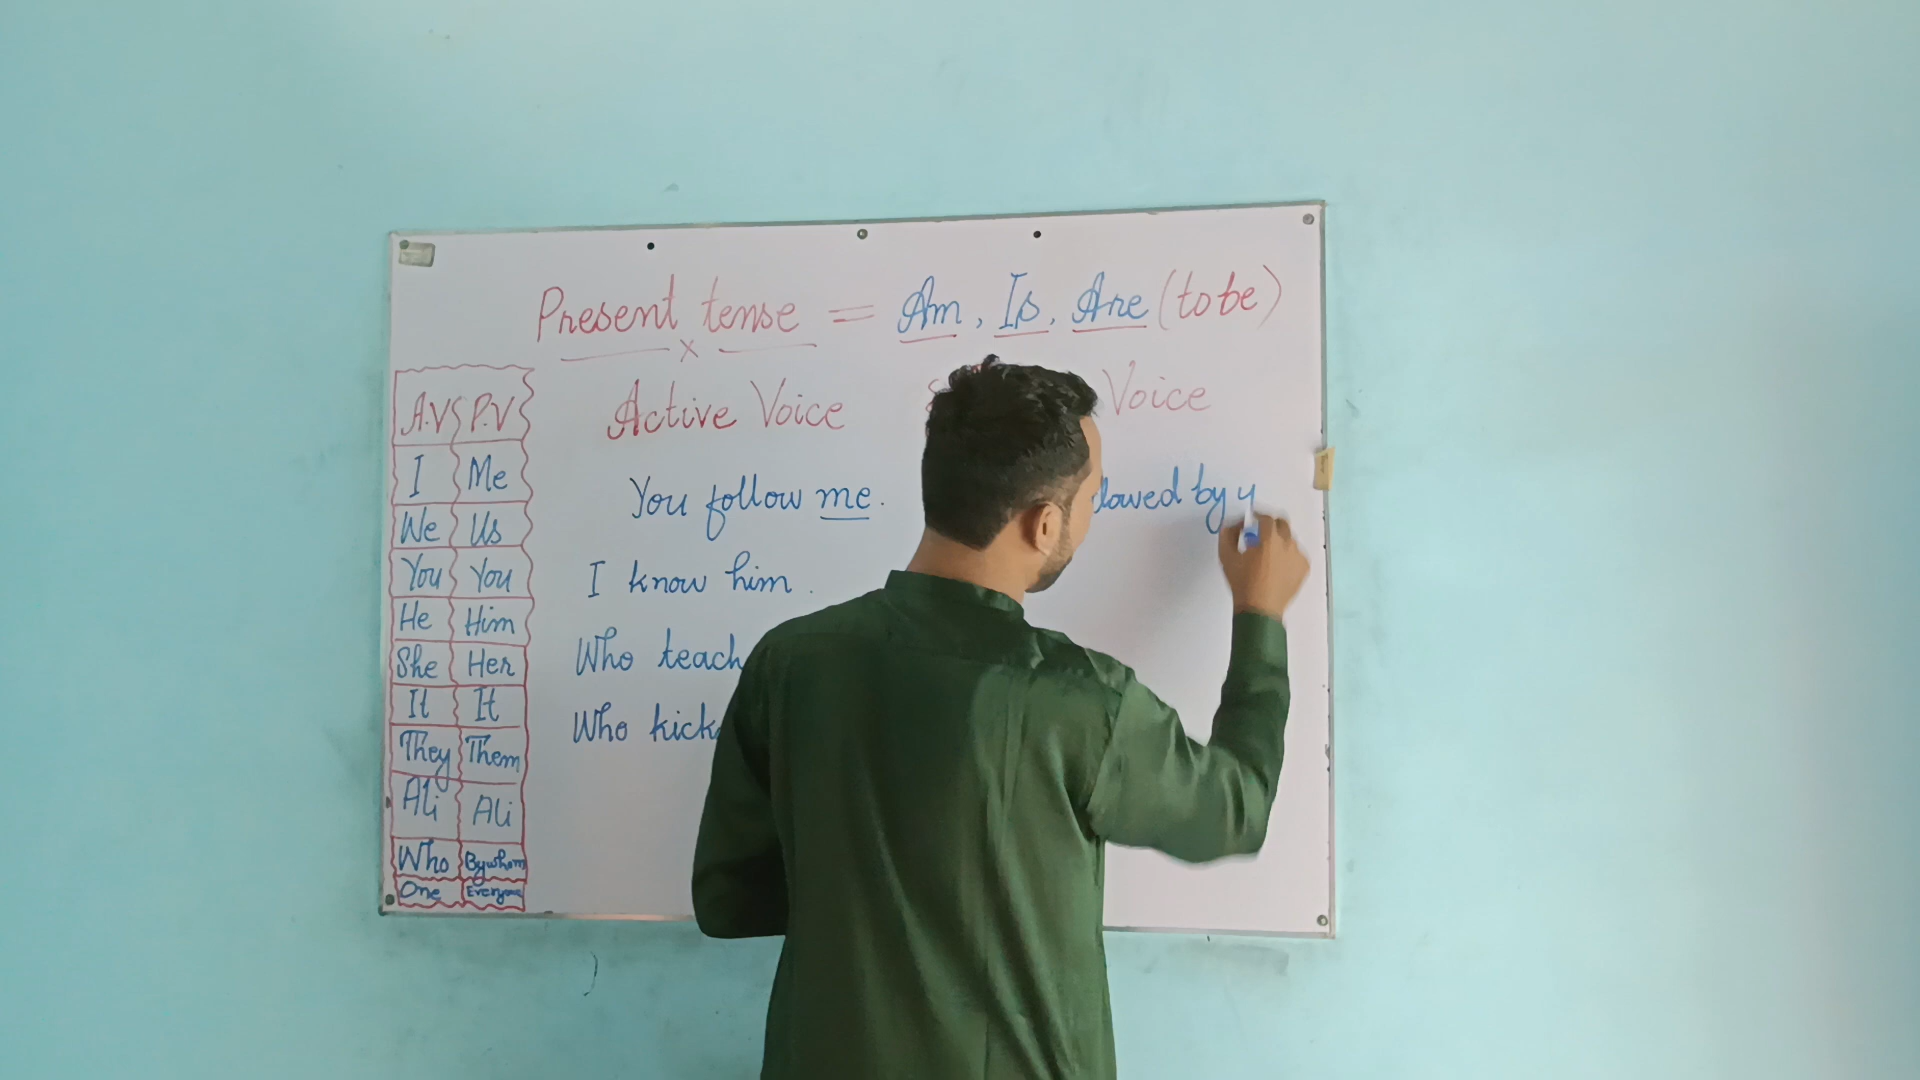 Present tense = Am, Is, Are (to be)
Active Voice Voice
A.V P.V
I Me
We Us
You You
He Him
She Her
It It
They Them
Ali Ali
Who By whom
One Everyone
You follow me. by
I know him.
Who teach
Who kick